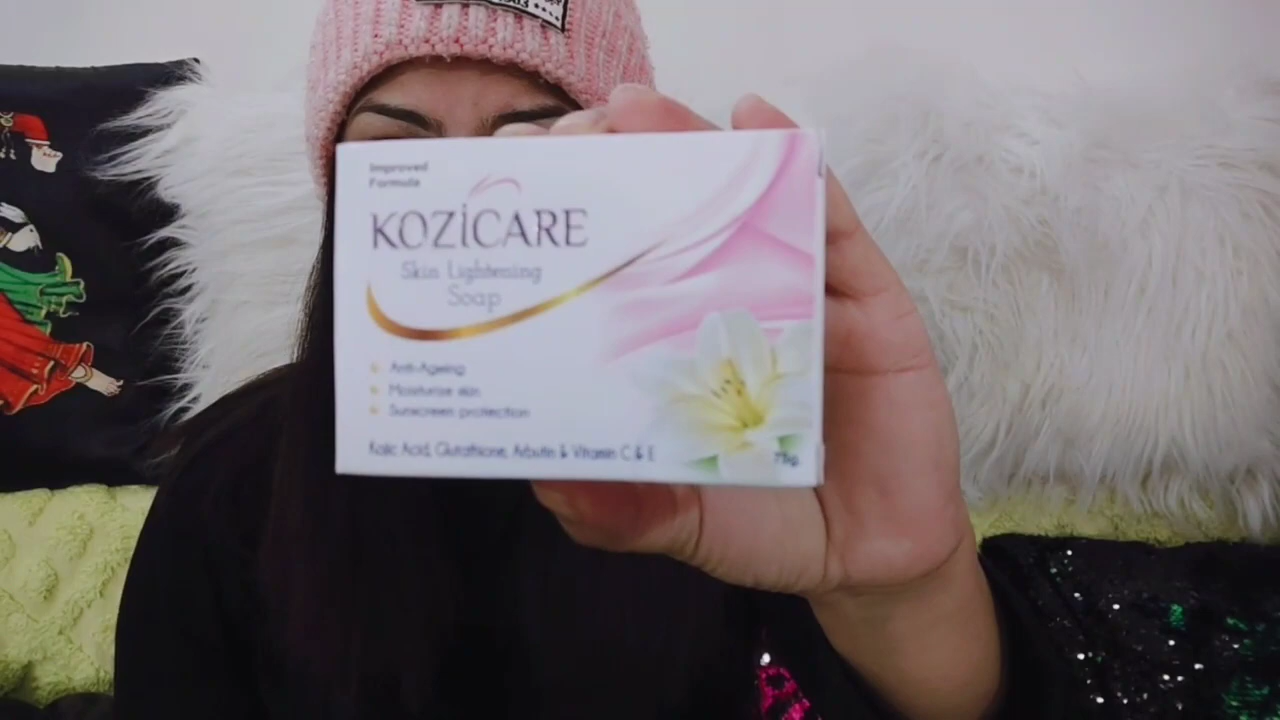 Improved
Formula
KOZICARE
Skin Lightening
Soap
Anti-Ageing
Moisturize skin
Sunscreen protection
Kojic Acid, Glutathione, Arbutin & Vitamin C & E
75g